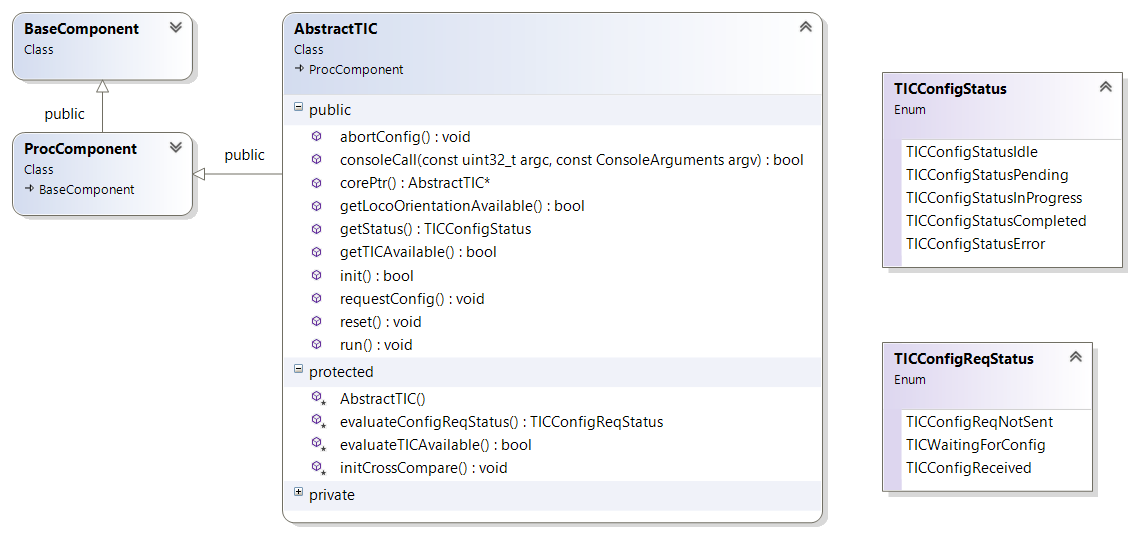 BaseComponent
Class
public
ProcComponent
Class
BaseComponent
public
AbstractTIC
Class
ProcComponent
public
abortConfig() : void
consoleCall(const uint32_t argc, const ConsoleArguments argv) : bool
corePtr() : AbstractTIC*
getLocoOrientationAvailable() : bool
getStatus() : TICConfigStatus
getTICAvailable() : bool
init() : bool
requestConfig() : void
reset() : void
run() : void
protected
AbstractTIC()
evaluateConfigReqStatus() : TICConfigReqStatus
evaluateTICAvailable() : bool
initCrossCompare() : void
private
TICConfigStatus
Enum
TICConfigStatusIdle
TICConfigStatusPending
TICConfigStatusInProgress
TICConfigStatusCompleted
TICConfigStatusError
TICConfigReqStatus
Enum
TICConfigReqNotSent
TICWaitingForConfig
TICConfigReceived